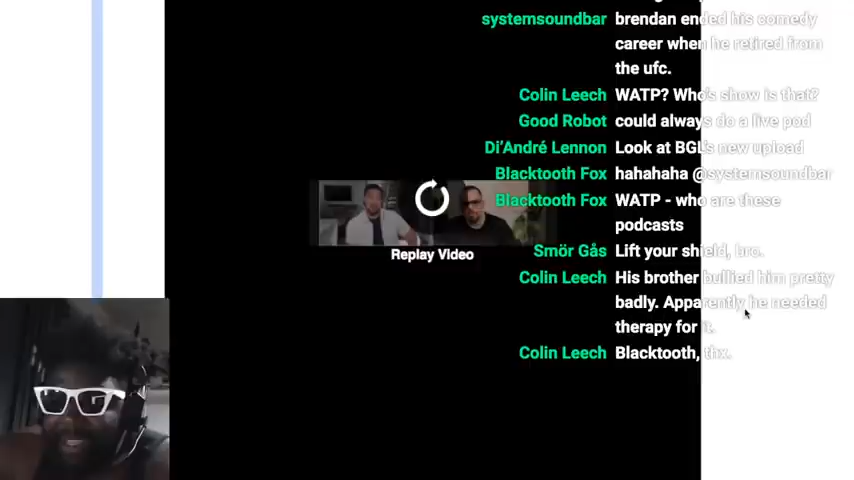 systemsoundbar brendan ended his comedy
career when he retired from
the ufc.
Colin Leech WATP? Who's show is that?
Good Robot could always do a live pod
Di'André Lennon Look at BGL's new upload
Blacktooth Fox hahahaha @systemsoundbar
Blacktooth Fox WATP - who are these
podcasts
Replay Video
Smör Gås Lift your shield, bro.
Colin Leech His brother bullied him pretty
badly. Apparently he needed
therapy for it.
Colin Leech Blacktooth, thx.